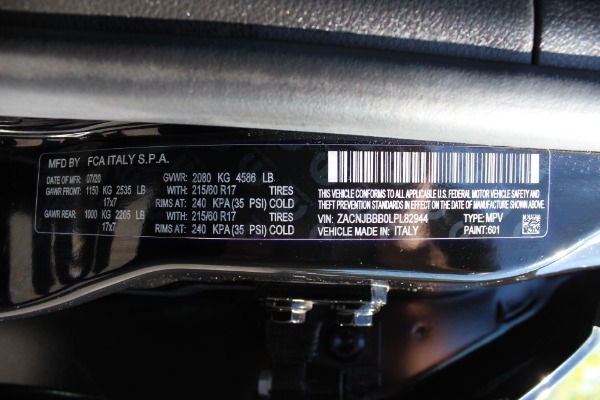 MFD BY FCA ITALY S.P.A.
DATE OF MFR 07/20 GVWR: 2080 KG 4586 LB
GAWR FRONT: 1150 KG 2535 LB WITH: 215/60 R17 TIRES
17x7 RIMS AT: 240 KPA (35 PSI) COLD
GAWR REAR: 1000 KG 2205 LB WITH: 215/60 R17 TIRES
17x7 RIMS AT: 240 KPA (35 PSI) COLD
THIS VEHICLE CONFORMS TO ALL APPLICABLE U.S. FEDERAL MOTOR VEHICLE SAFETY
AND THEFT PREVENTION STANDARDS IN EFFECT ON THE DATE OF MANUFACTURE SHOWN ABOVE.
VIN: ZACNJBBB0LPL82944 TYPE: MPV
VEHICLE MADE IN: ITALY PAINT: 601